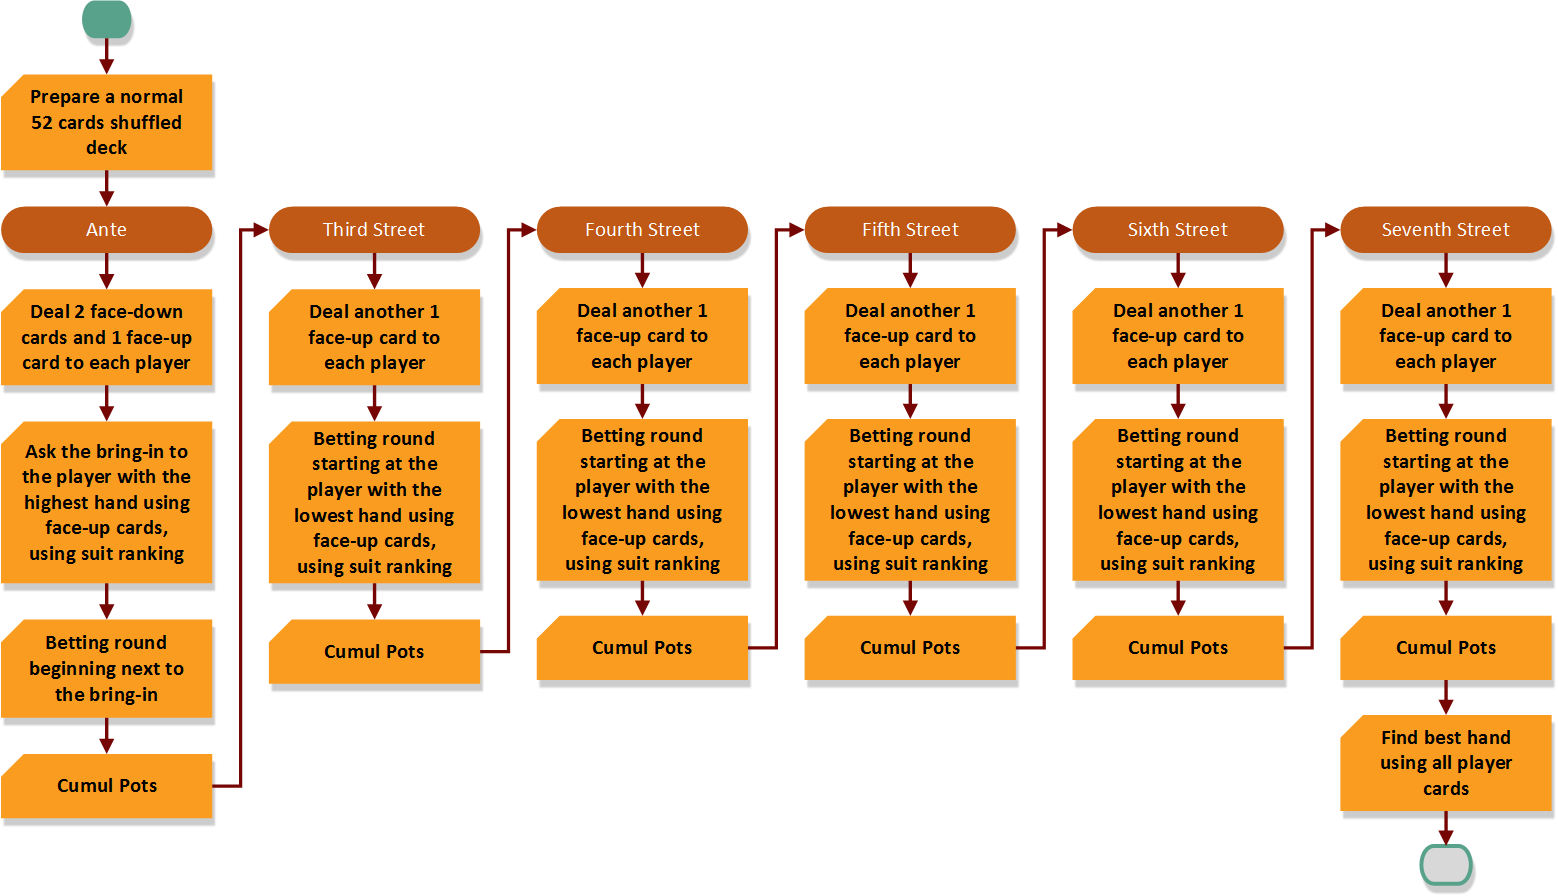 Prepare a normal
52 cards shuffled
deck
Ante
Deal 2 face-down
cards and 1 face-up
card to each player
Ask the bring-in to
the player with the
highest hand using
face-up cards,
using suit ranking
Betting round
beginning next to
the bring-in
Cumul Pots
Third Street
Deal another 1
face-up card to
each player
Betting round
starting at the
player with the
lowest hand using
face-up cards,
using suit ranking
Cumul Pots
Fourth Street
Deal another 1
face-up card to
each player
Betting round
starting at the
player with the
lowest hand using
face-up cards,
using suit ranking
Cumul Pots
Fifth Street
Deal another 1
face-up card to
each player
Betting round
starting at the
player with the
lowest hand using
face-up cards,
using suit ranking
Cumul Pots
Sixth Street
Deal another 1
face-up card to
each player
Betting round
starting at the
player with the
lowest hand using
face-up cards,
using suit ranking
Cumul Pots
Seventh Street
Deal another 1
face-up card to
each player
Betting round
starting at the
player with the
lowest hand using
face-up cards,
using suit ranking
Cumul Pots
Find best hand
using all player
cards